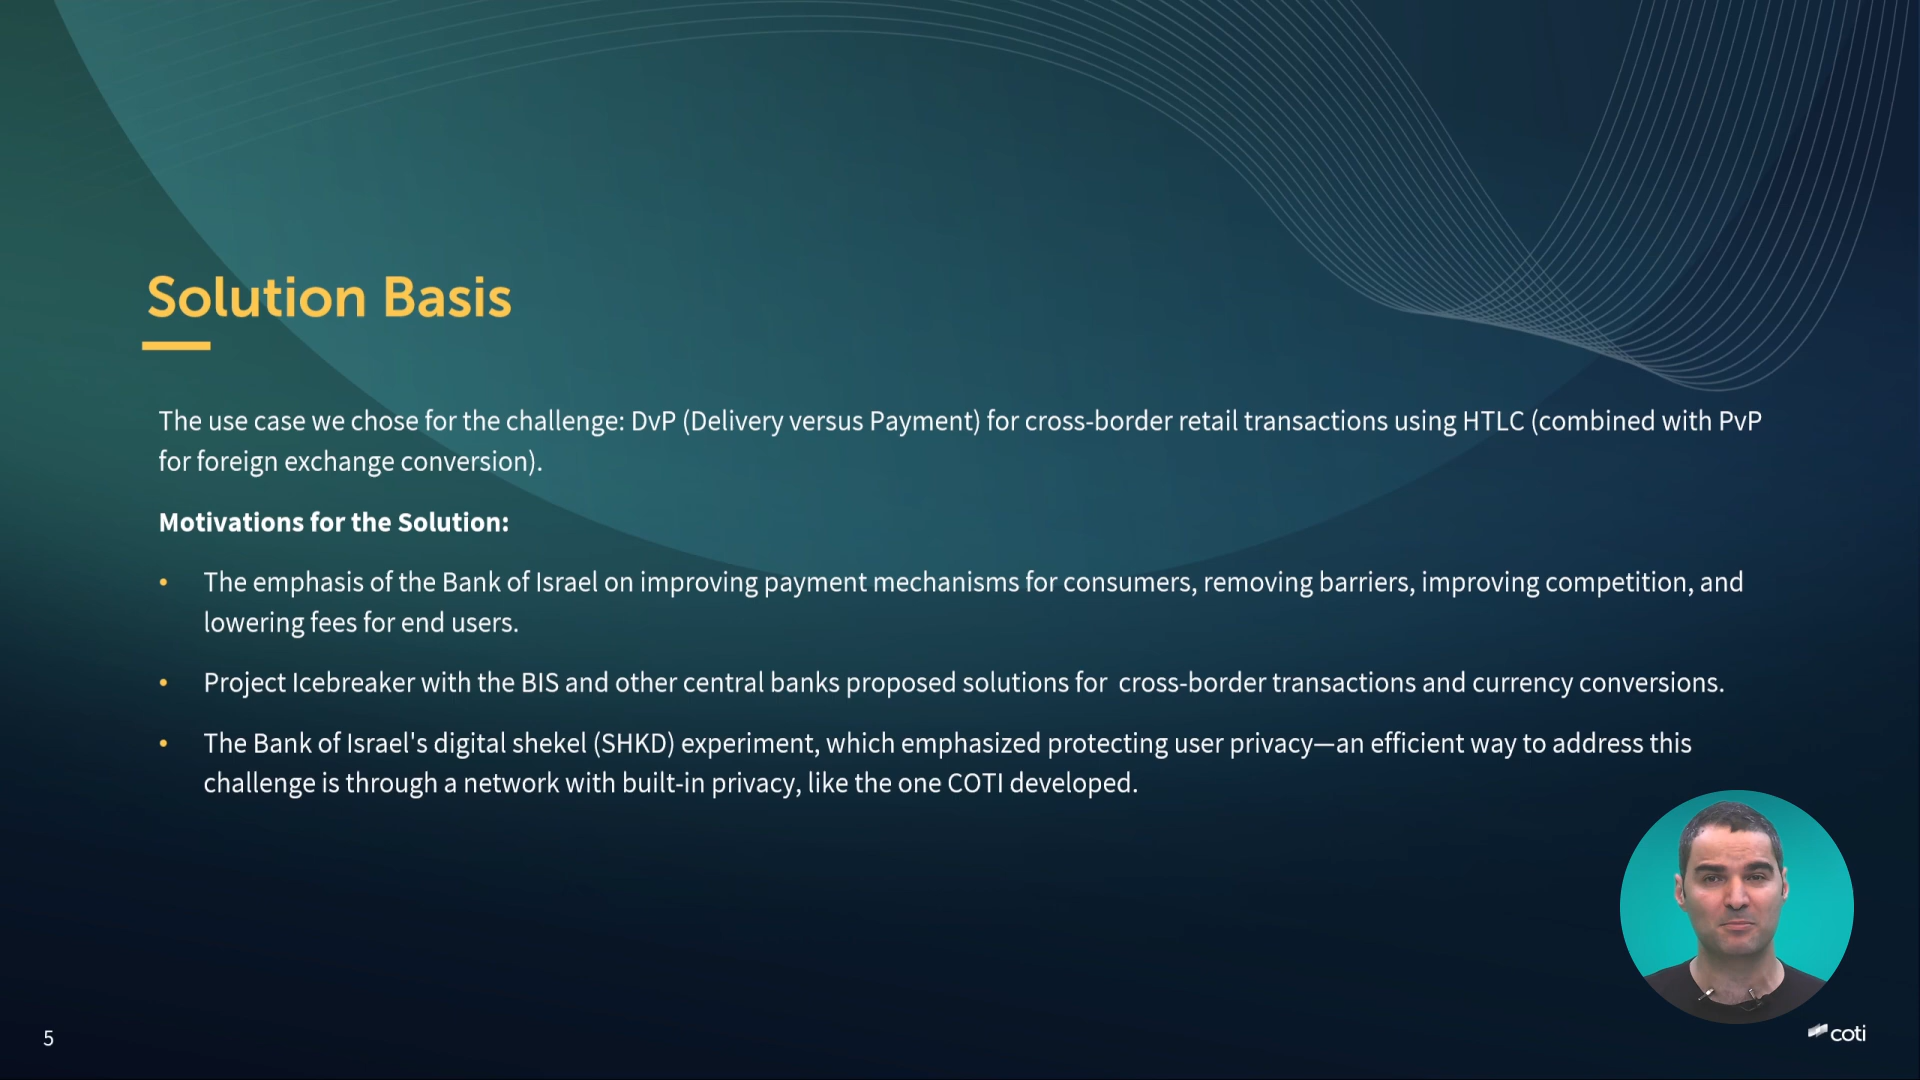 Solution Basis
The use case we chose for the challenge: DvP (Delivery versus Payment) for cross-border retail transactions using HTLC (combined with PvP
for foreign exchange conversion).
Motivations for the Solution:
• The emphasis of the Bank of Israel on improving payment mechanisms for consumers, removing barriers, improving competition, and
lowering fees for end users.
• Project Icebreaker with the BIS and other central banks proposed solutions for  cross-border transactions and currency conversions.
• The Bank of Israel's digital shekel (SHKD) experiment, which emphasized protecting user privacy—an efficient way to address this
challenge is through a network with built-in privacy, like the one COTI developed.
5
coti